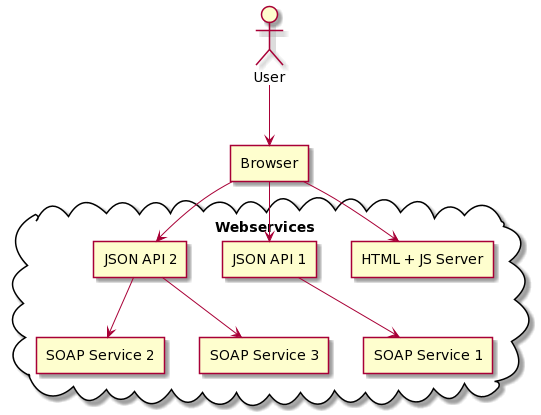 User
Browser
Webservices
JSON API 2
JSON API 1
HTML + JS Server
SOAP Service 2
SOAP Service 3
SOAP Service 1